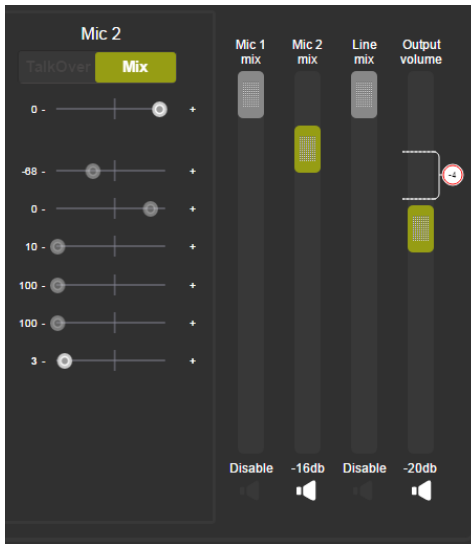 Mic 2
TalkOver Mix
0 - +
-68 - +
0 - +
10 - +
100 - +
100 - +
3 - +
Mic 1 mix
Mic 2 mix
Line mix
Output volume
-4
Disable -16db Disable -20db